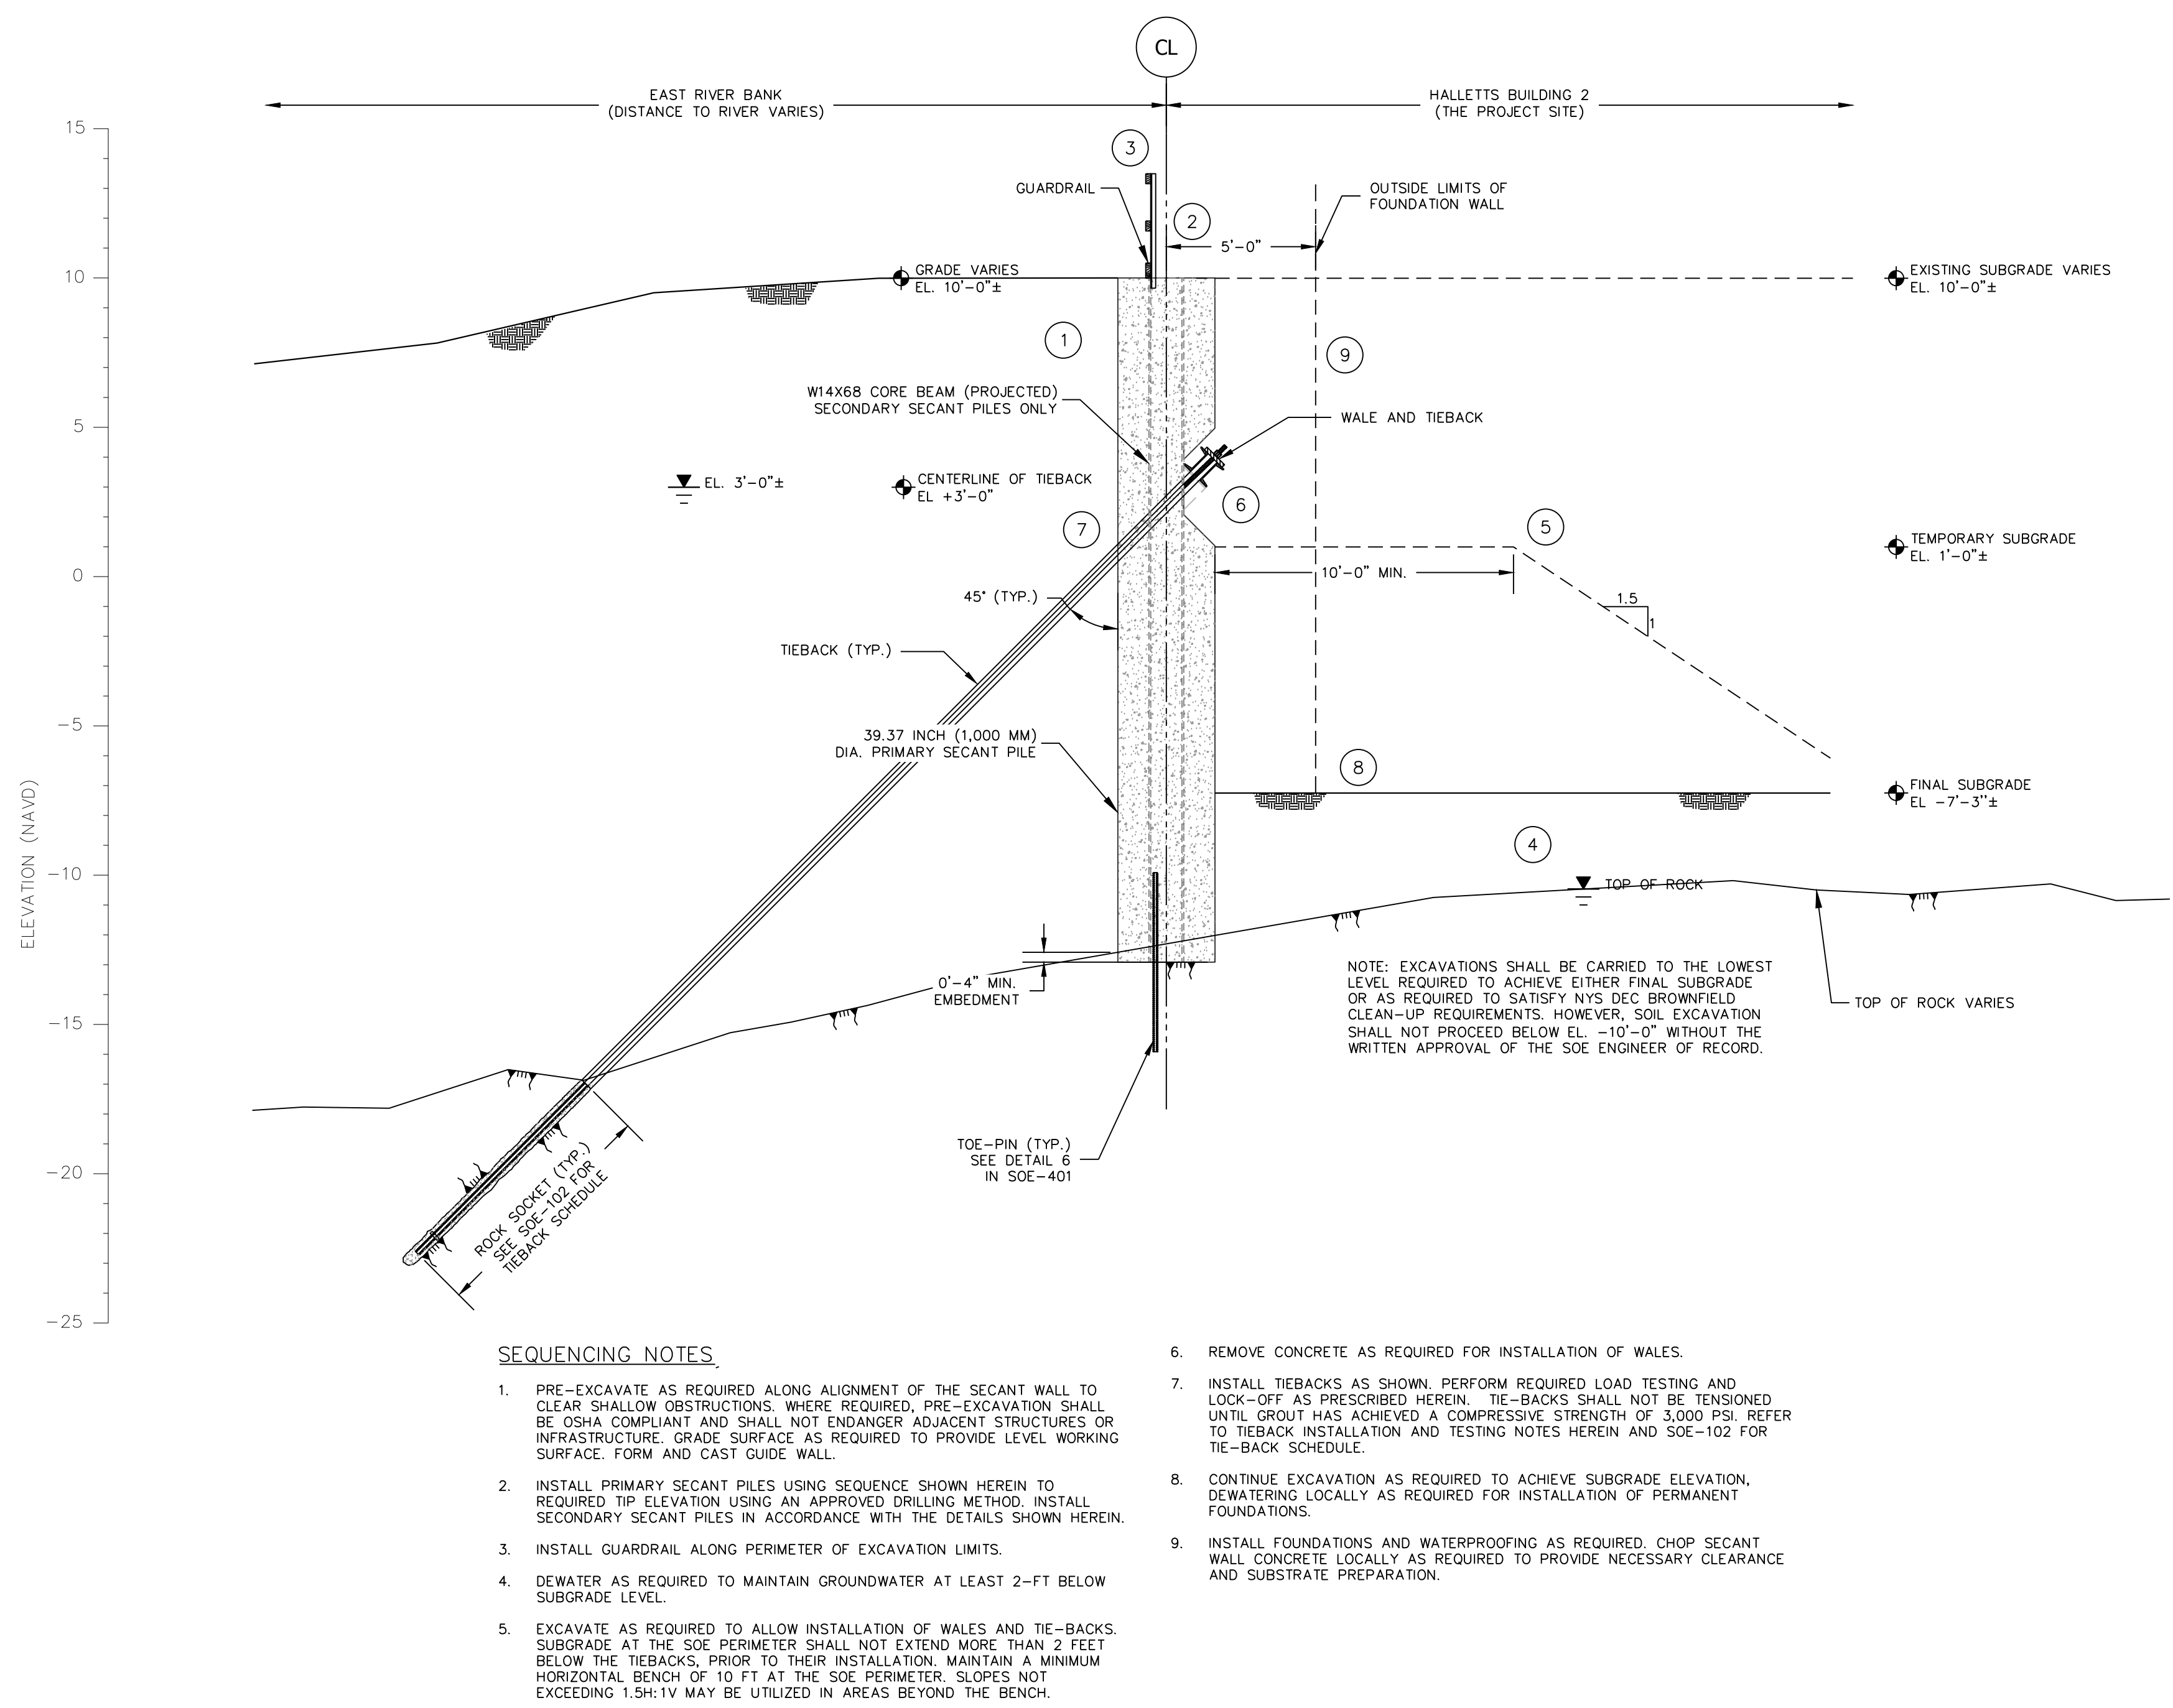 CL
EAST RIVER BANK
(DISTANCE TO RIVER VARIES)
HALLETTS BUILDING 2
(THE PROJECT SITE)
15
3
GUARDRAIL
2
OUTSIDE LIMITS OF
FOUNDATION WALL
5'-0"
10
GRADE VARIES
EL. 10'-0"±
EXISTING SUBGRADE VARIES
EL. 10'-0"±
1
9
W14X68 CORE BEAM (PROJECTED)
SECONDARY SECANT PILES ONLY
5
WALE AND TIEBACK
EL. 3'-0"±
CENTERLINE OF TIEBACK
EL +3'-0"
6
7
5
TEMPORARY SUBGRADE
EL. 1'-0"±
0
10'-0" MIN.
45° (TYP.)
1.5
1
TIEBACK (TYP.)
-5
39.37 INCH (1,000 MM)
DIA. PRIMARY SECANT PILE
8
FINAL SUBGRADE
EL -7'-3"±
ELEVATION (NAVD)
4
-10
TOP OF ROCK
0'-4" MIN.
EMBEDMENT
NOTE: EXCAVATIONS SHALL BE CARRIED TO THE LOWEST
LEVEL REQUIRED TO ACHIEVE EITHER FINAL SUBGRADE
OR AS REQUIRED TO SATISFY NYS DEC BROWNFIELD
CLEAN-UP REQUIREMENTS. HOWEVER, SOIL EXCAVATION
SHALL NOT PROCEED BELOW EL. -10'-0" WITHOUT THE
WRITTEN APPROVAL OF THE SOE ENGINEER OF RECORD.
TOP OF ROCK VARIES
-15
TOE-PIN (TYP.)
SEE DETAIL 6
IN SOE-401
-20
ROCK SOCKET (TYP.)
SEE SOE-102 FOR
TIEBACK SCHEDULE
-25
SEQUENCING NOTES
1. PRE-EXCAVATE AS REQUIRED ALONG ALIGNMENT OF THE SECANT WALL TO
CLEAR SHALLOW OBSTRUCTIONS. WHERE REQUIRED, PRE-EXCAVATION SHALL
BE OSHA COMPLIANT AND SHALL NOT ENDANGER ADJACENT STRUCTURES OR
INFRASTRUCTURE. GRADE SURFACE AS REQUIRED TO PROVIDE LEVEL WORKING
SURFACE. FORM AND CAST GUIDE WALL.
2. INSTALL PRIMARY SECANT PILES USING SEQUENCE SHOWN HEREIN TO
REQUIRED TIP ELEVATION USING AN APPROVED DRILLING METHOD. INSTALL
SECONDARY SECANT PILES IN ACCORDANCE WITH THE DETAILS SHOWN HEREIN.
3. INSTALL GUARDRAIL ALONG PERIMETER OF EXCAVATION LIMITS.
4. DEWATER AS REQUIRED TO MAINTAIN GROUNDWATER AT LEAST 2-FT BELOW
SUBGRADE LEVEL.
5. EXCAVATE AS REQUIRED TO ALLOW INSTALLATION OF WALES AND TIE-BACKS.
SUBGRADE AT THE SOE PERIMETER SHALL NOT EXTEND MORE THAN 2 FEET
BELOW THE TIEBACKS, PRIOR TO THEIR INSTALLATION. MAINTAIN A MINIMUM
HORIZONTAL BENCH OF 10 FT AT THE SOE PERIMETER. SLOPES NOT
EXCEEDING 1.5H:1V MAY BE UTILIZED IN AREAS BEYOND THE BENCH.
6. REMOVE CONCRETE AS REQUIRED FOR INSTALLATION OF WALES.
7. INSTALL TIEBACKS AS SHOWN. PERFORM REQUIRED LOAD TESTING AND
LOCK-OFF AS PRESCRIBED HEREIN. TIE-BACKS SHALL NOT BE TENSIONED
UNTIL GROUT HAS ACHIEVED A COMPRESSIVE STRENGTH OF 3,000 PSI. REFER
TO TIEBACK INSTALLATION AND TESTING NOTES HEREIN AND SOE-102 FOR
TIE-BACK SCHEDULE.
8. CONTINUE EXCAVATION AS REQUIRED TO ACHIEVE SUBGRADE ELEVATION,
DEWATERING LOCALLY AS REQUIRED FOR INSTALLATION OF PERMANENT
FOUNDATIONS.
9. INSTALL FOUNDATIONS AND WATERPROOFING AS REQUIRED. CHOP SECANT
WALL CONCRETE LOCALLY AS REQUIRED TO PROVIDE NECESSARY CLEARANCE
AND SUBSTRATE PREPARATION.